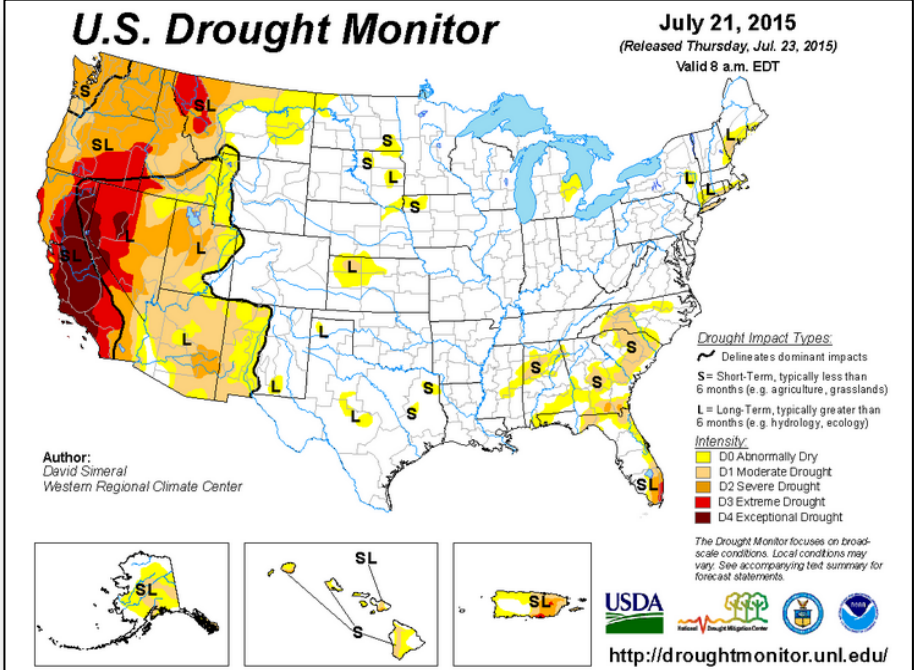 U.S. Drought Monitor
July 21, 2015
(Released Thursday, Jul. 23, 2015)
Valid 8 a.m. EDT
S
SL
SL
S
S
L
S
L
L
L
L
L
SL
L
L
L
L
L
S
S
S
S
S
SL
Drought Impact Types:
Delineates dominant impacts
S = Short-Term, typically less than
6 months (e.g. agriculture, grasslands)
L = Long-Term, typically greater than
6 months (e.g. hydrology, ecology)
Intensity:
D0 Abnormally Dry
D1 Moderate Drought
D2 Severe Drought
D3 Extreme Drought
D4 Exceptional Drought
Author:
David Simeral
Western Regional Climate Center
The Drought Monitor focuses on broad-
scale conditions. Local conditions may
vary. See accompanying text summary for
forecast statements.
SL
SL
S
SL
USDA
National Drought Mitigation Center
http://droughtmonitor.unl.edu/